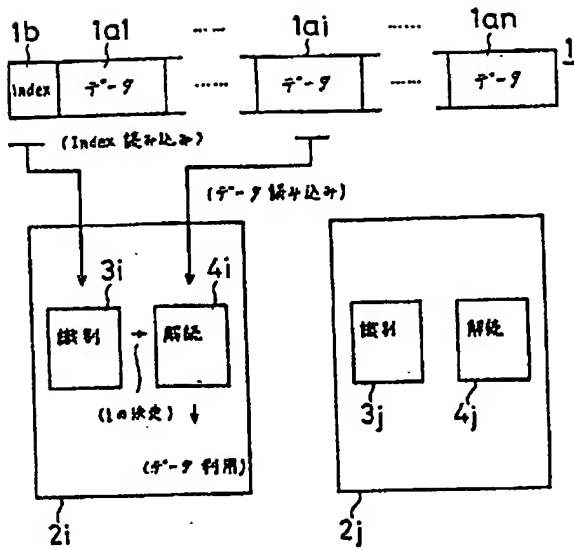 1b 1a1 …… 1ai …… 1an
1
Index データ …… データ …… データ
(Index 読み込み)
(データ読み込み)
3i 4i
識別 → 解読
識別 解読
(iの決定)
3j 4j
(データ利用)
2i 2j